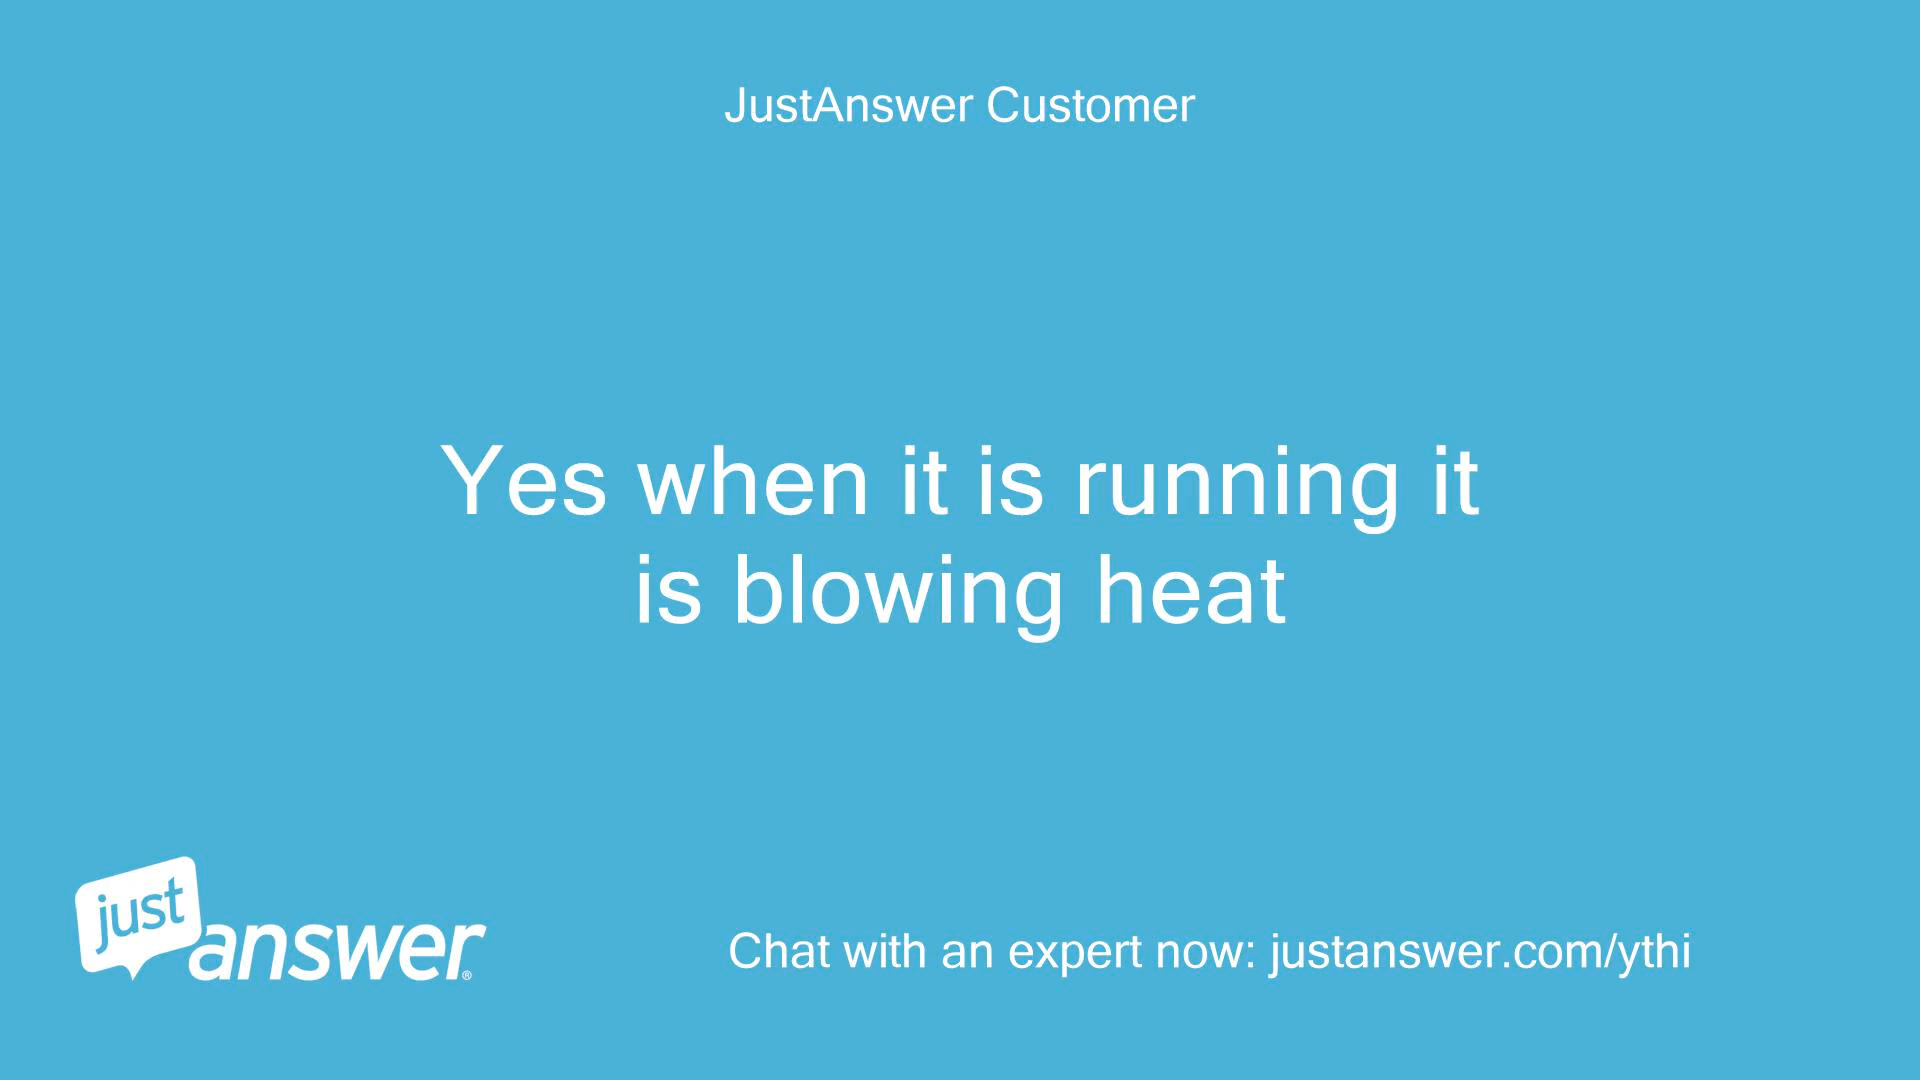 JustAnswer Customer
Yes when it is running it
is blowing heat
just
answer®
Chat with an expert now: justanswer.com/ythi